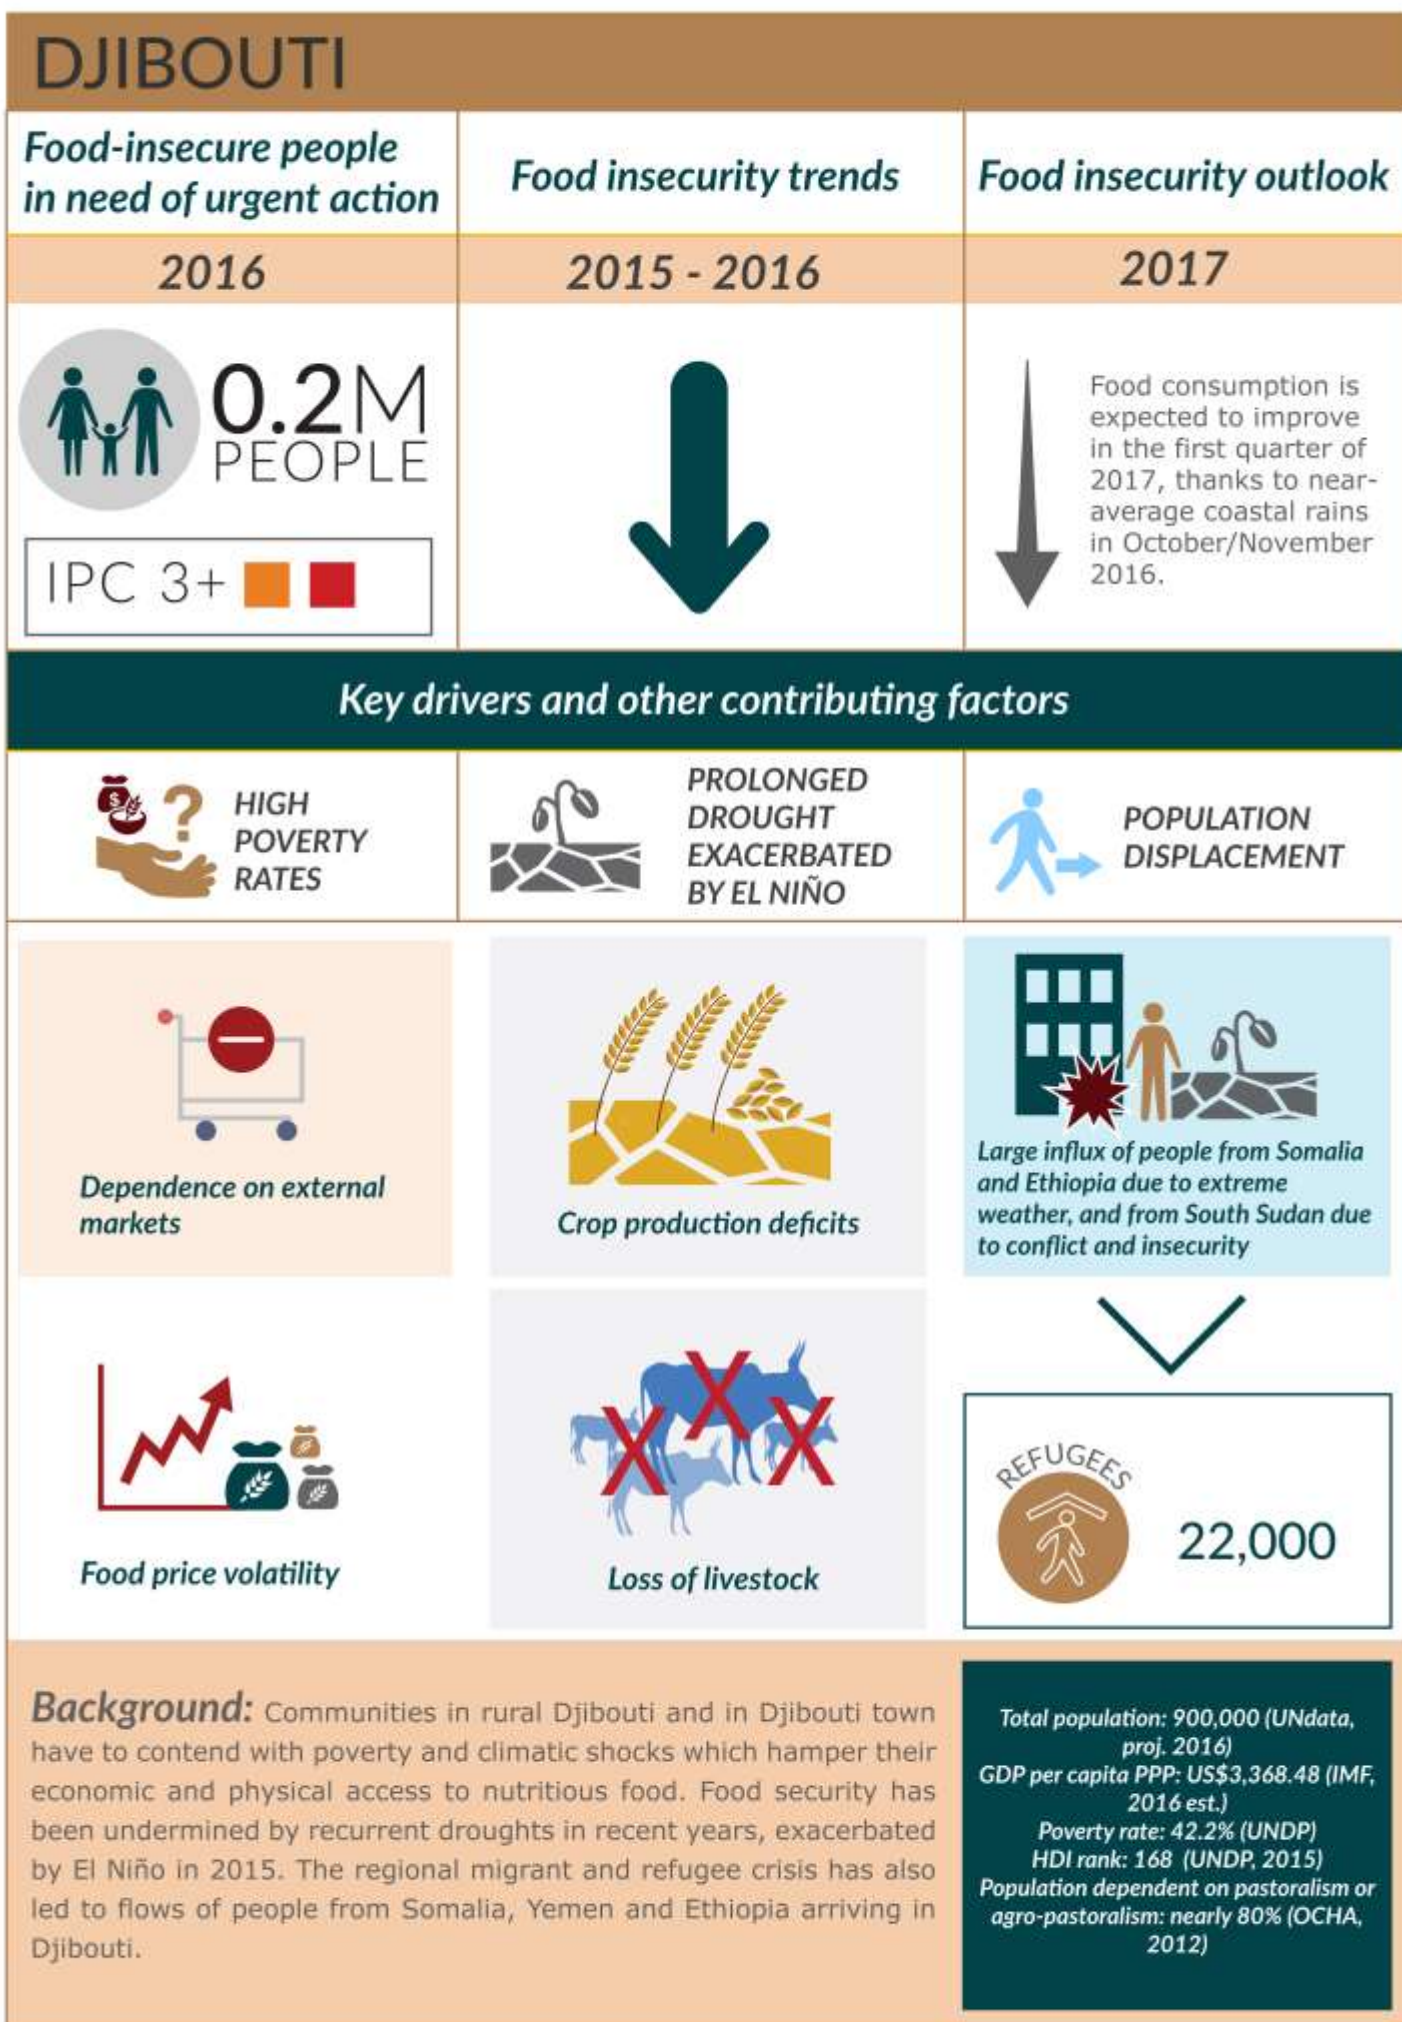 DJIBOUTI
Food-insecure people
in need of urgent action
Food insecurity trends
Food insecurity outlook
2016
2015 - 2016
2017
0.2M
PEOPLE
IPC 3+
Food consumption is
expected to improve
in the first quarter of
2017, thanks to near-
average coastal rains
in October/November
2016.
Key drivers and other contributing factors
HIGH
POVERTY
RATES
PROLONGED
DROUGHT
EXACERBATED
BY EL NIÑO
POPULATION
DISPLACEMENT
$
Dependence on external
markets
Crop production deficits
Large influx of people from Somalia
and Ethiopia due to extreme
weather, and from South Sudan due
to conflict and insecurity
Food price volatility
Loss of livestock
REFUGEES
22,000
Background: Communities in rural Djibouti and in Djibouti town
have to contend with poverty and climatic shocks which hamper their
economic and physical access to nutritious food. Food security has
been undermined by recurrent droughts in recent years, exacerbated
by El Niño in 2015. The regional migrant and refugee crisis has also
led to flows of people from Somalia, Yemen and Ethiopia arriving in
Djibouti.
Total population: 900,000 (UNdata,
proj. 2016)
GDP per capita PPP: US$3,368.48 (IMF,
2016 est.)
Poverty rate: 42.2% (UNDP)
HDI rank: 168 (UNDP, 2015)
Population dependent on pastoralism or
agro-pastoralism: nearly 80% (OCHA,
2012)